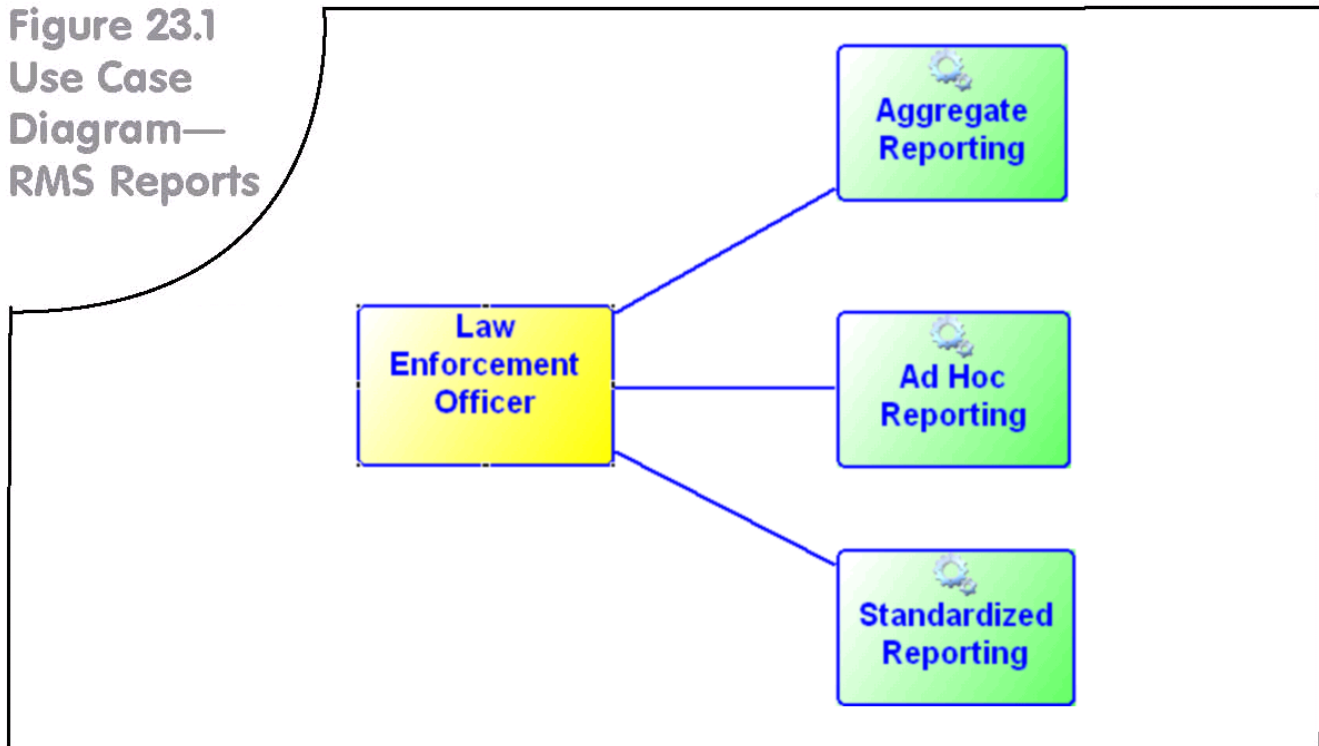 Figure 23.1
Use Case
Diagram—
RMS Reports
Aggregate
Reporting
Law
Enforcement
Officer
Ad Hoc
Reporting
Standardized
Reporting